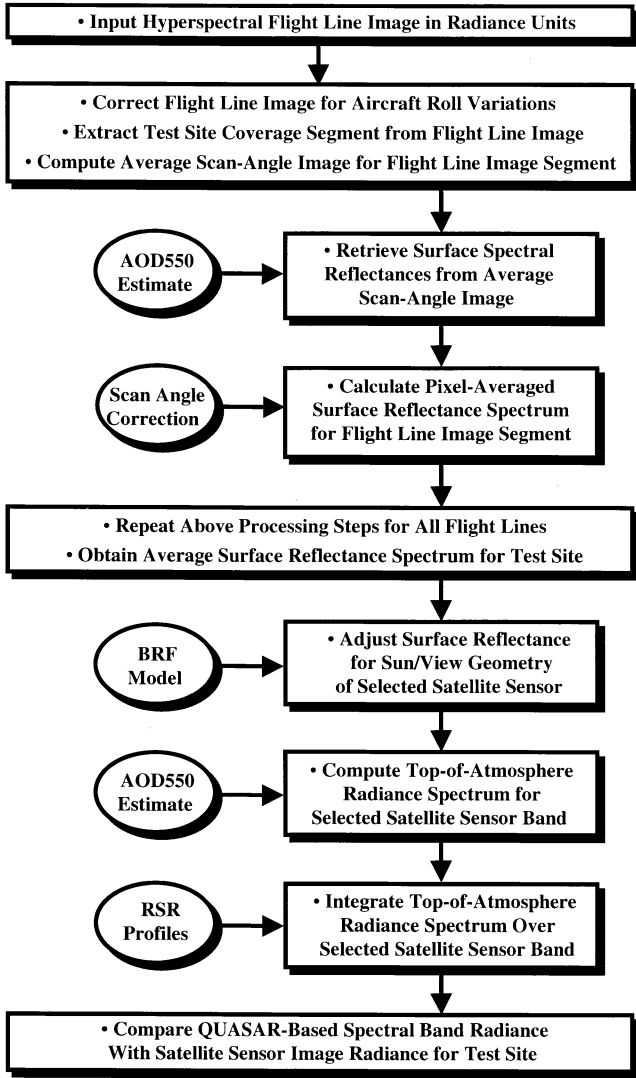 • Input Hyperspectral Flight Line Image in Radiance Units
• Correct Flight Line Image for Aircraft Roll Variations
• Extract Test Site Coverage Segment from Flight Line Image
• Compute Average Scan-Angle Image for Flight Line Image Segment
AOD550
Estimate
• Retrieve Surface Spectral
Reflectances from Average
Scan-Angle Image
Scan Angle
Correction
• Calculate Pixel-Averaged
Surface Reflectance Spectrum
for Flight Line Image Segment
• Repeat Above Processing Steps for All Flight Lines
• Obtain Average Surface Reflectance Spectrum for Test Site
BRF
Model
• Adjust Surface Reflectance
for Sun/View Geometry
of Selected Satellite Sensor
AOD550
Estimate
• Compute Top-of-Atmosphere
Radiance Spectrum for
Selected Satellite Sensor Band
RSR
Profiles
• Integrate Top-of-Atmosphere
Radiance Spectrum Over
Selected Satellite Sensor Band
• Compare QUASAR-Based Spectral Band Radiance
With Satellite Sensor Image Radiance for Test Site